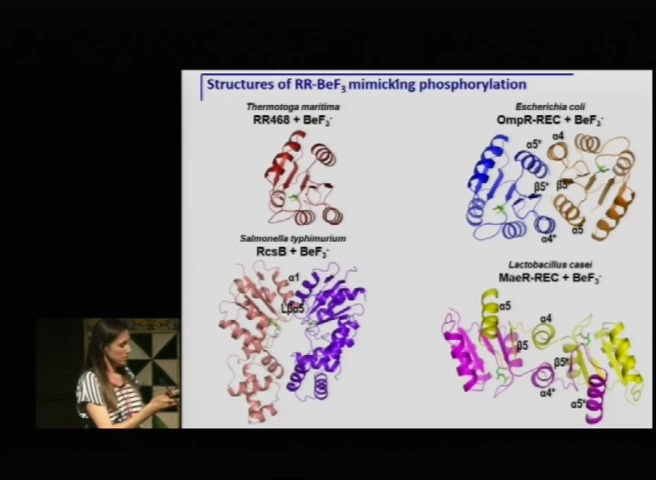 Structures of RR-BeF3 mimicking phosphorylation
Thermotoga maritima
RR468 + BeF3-
Escherichia coli
OmpR-REC + BeF3-
α5*
α4
β5*
β5
α4*
α5
Salmonella typhimurium
RcsB + BeF3-
α1
Lβα5
Lactobacillus casei
MaeR-REC + BeF3-
α5
α4
β5
β5*
α4*
α5*